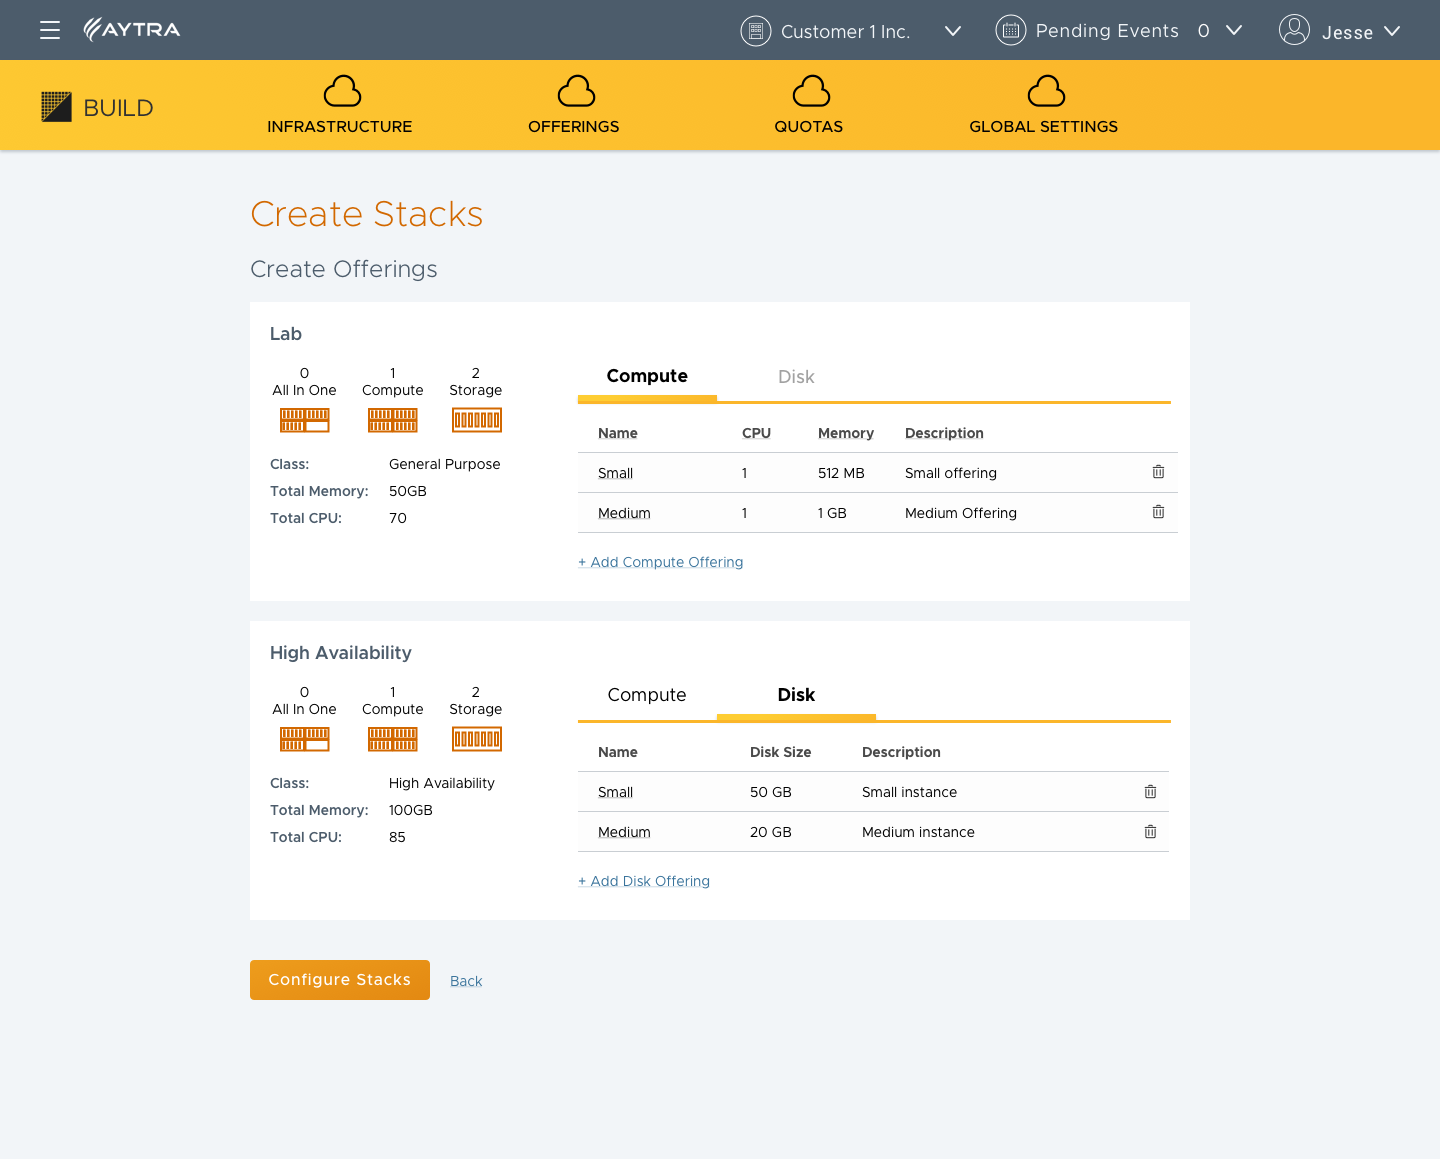 AYTRA
Customer 1 Inc.
Pending Events 0
Jesse
BUILD
INFRASTRUCTURE
OFFERINGS
QUOTAS
GLOBAL SETTINGS
Create Stacks
Create Offerings
Lab
0 1 2
All In One Compute Storage
Class: General Purpose
Total Memory: 50GB
Total CPU: 70
Compute Disk
Name CPU Memory Description
Small 1 512 MB Small offering
Medium 1 1 GB Medium Offering
+ Add Compute Offering
High Availability
0 1 2
All In One Compute Storage
Class: High Availability
Total Memory: 100GB
Total CPU: 85
Compute Disk
Name Disk Size Description
Small 50 GB Small instance
Medium 20 GB Medium instance
+ Add Disk Offering
Configure Stacks Back